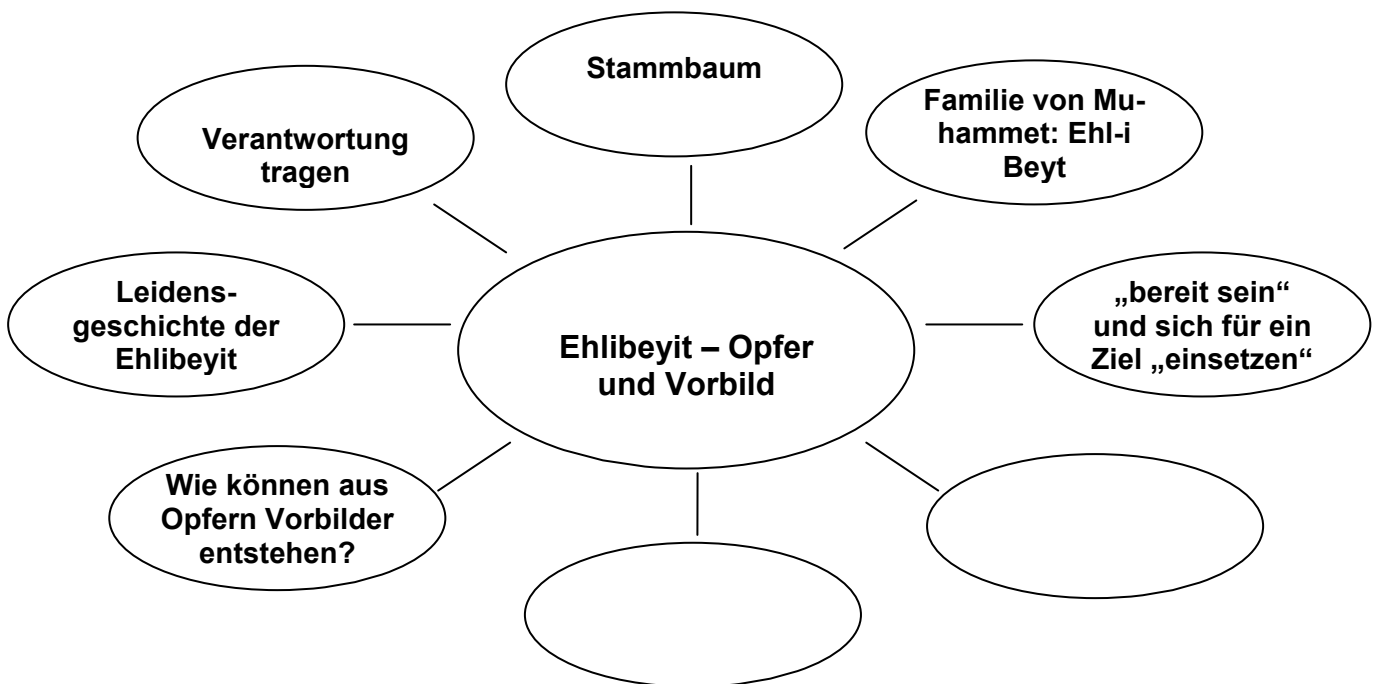 Stammbaum
Familie von Mu-
hammet: Ehl-i
Beyt
Verantwortung
tragen
„bereit sein“
und sich für ein
Ziel „einsetzen“
Leidens-
geschichte der
Ehlibeyit
Ehlibeyit – Opfer
und Vorbild
Wie können aus
Opfern Vorbilder
entstehen?